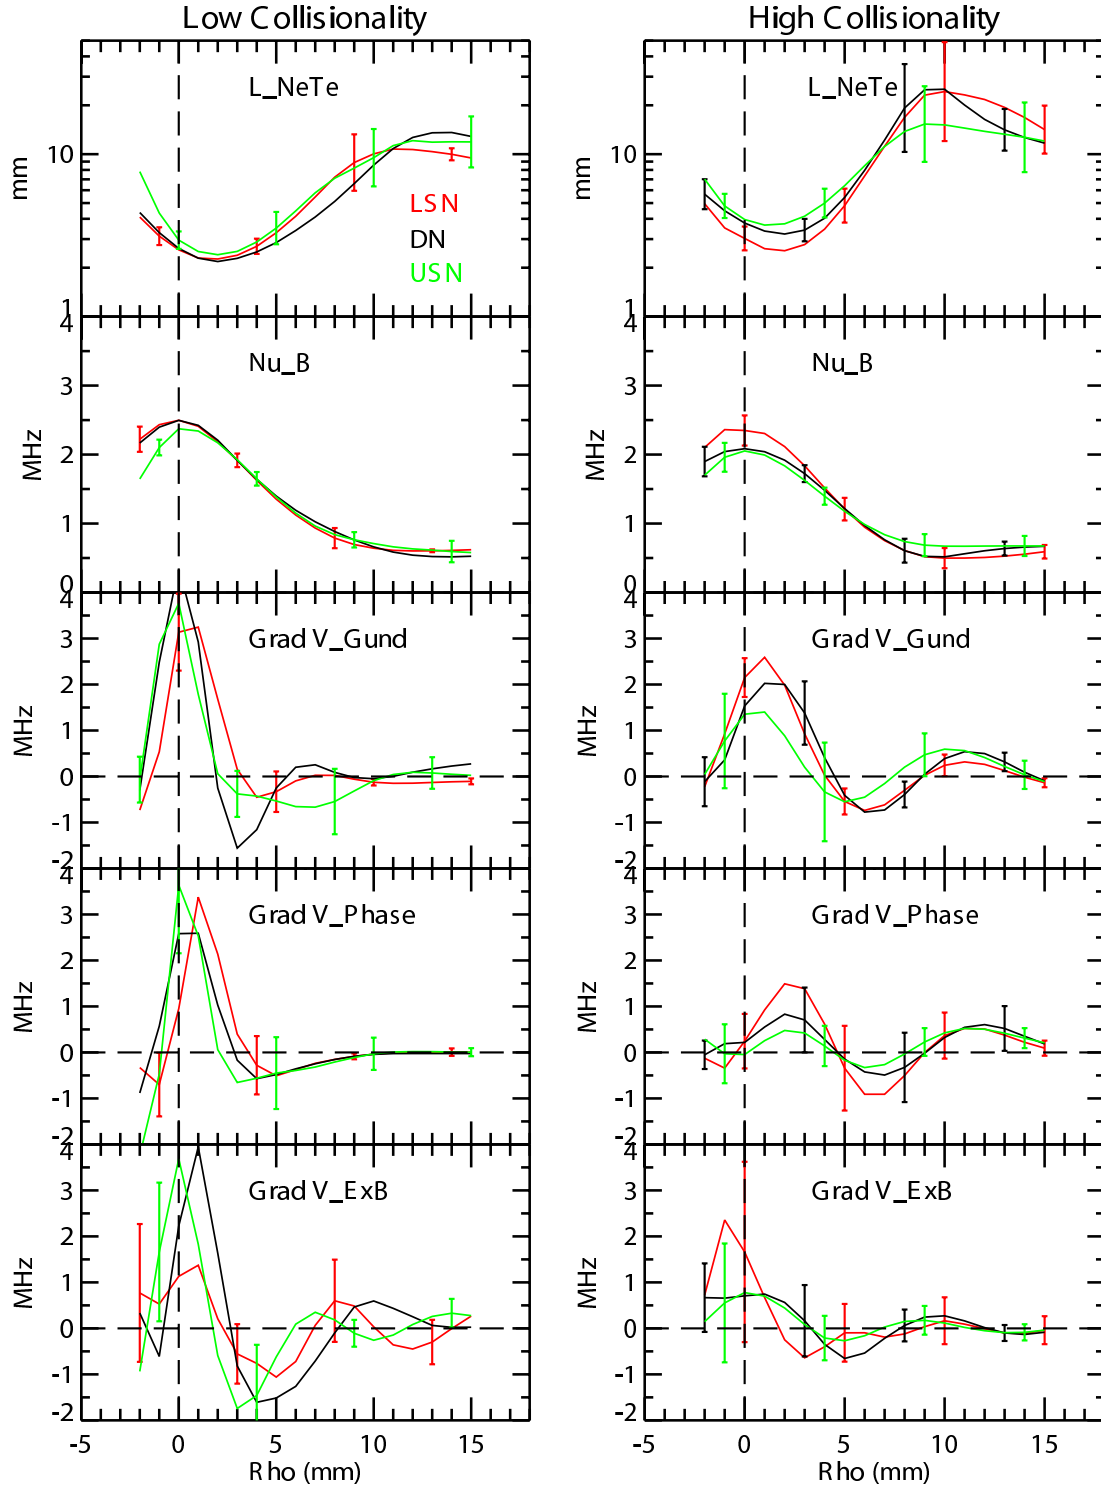 Low Collisionality
High Collisionality
L_NeTe
L_NeTe
mm
10
1
LSN
DN
USN
mm
10
1
Nu_B
Nu_B
MHz
4
3
2
1
0
MHz
4
3
2
1
0
Grad V_Gund
Grad V_Gund
MHz
4
3
2
1
0
-1
-2
MHz
4
3
2
1
0
-1
-2
Grad V_Phase
Grad V_Phase
MHz
4
3
2
1
0
-1
-2
MHz
4
3
2
1
0
-1
-2
Grad V_ExB
Grad V_ExB
MHz
4
3
2
1
0
-1
-2
MHz
4
3
2
1
0
-1
-2
-5 0 5 10 15
-5 0 5 10 15
Rho (mm)
Rho (mm)